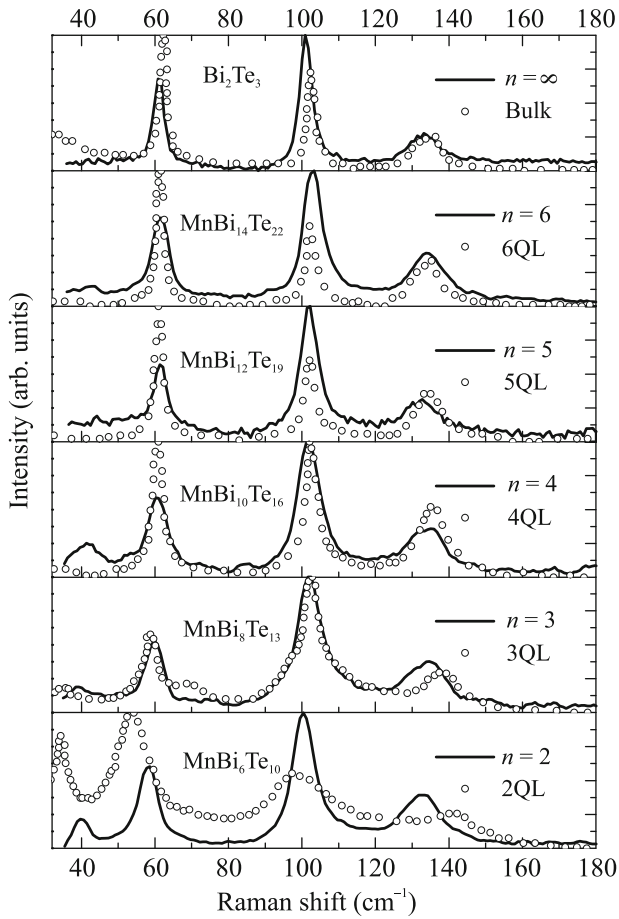 40 60 80 100 120 140 160 180
Bi₂Te₃
n = ∞
Bulk
MnBi₁₄Te₂₂
n = 6
6QL
MnBi₁₂Te₁₉
n = 5
5QL
MnBi₁₀Te₁₆
n = 4
4QL
MnBi₈Te₁₃
n = 3
3QL
MnBi₆Te₁₀
n = 2
2QL
Intensity (arb. units)
40 60 80 100 120 140 160 180
Raman shift (cm⁻¹)